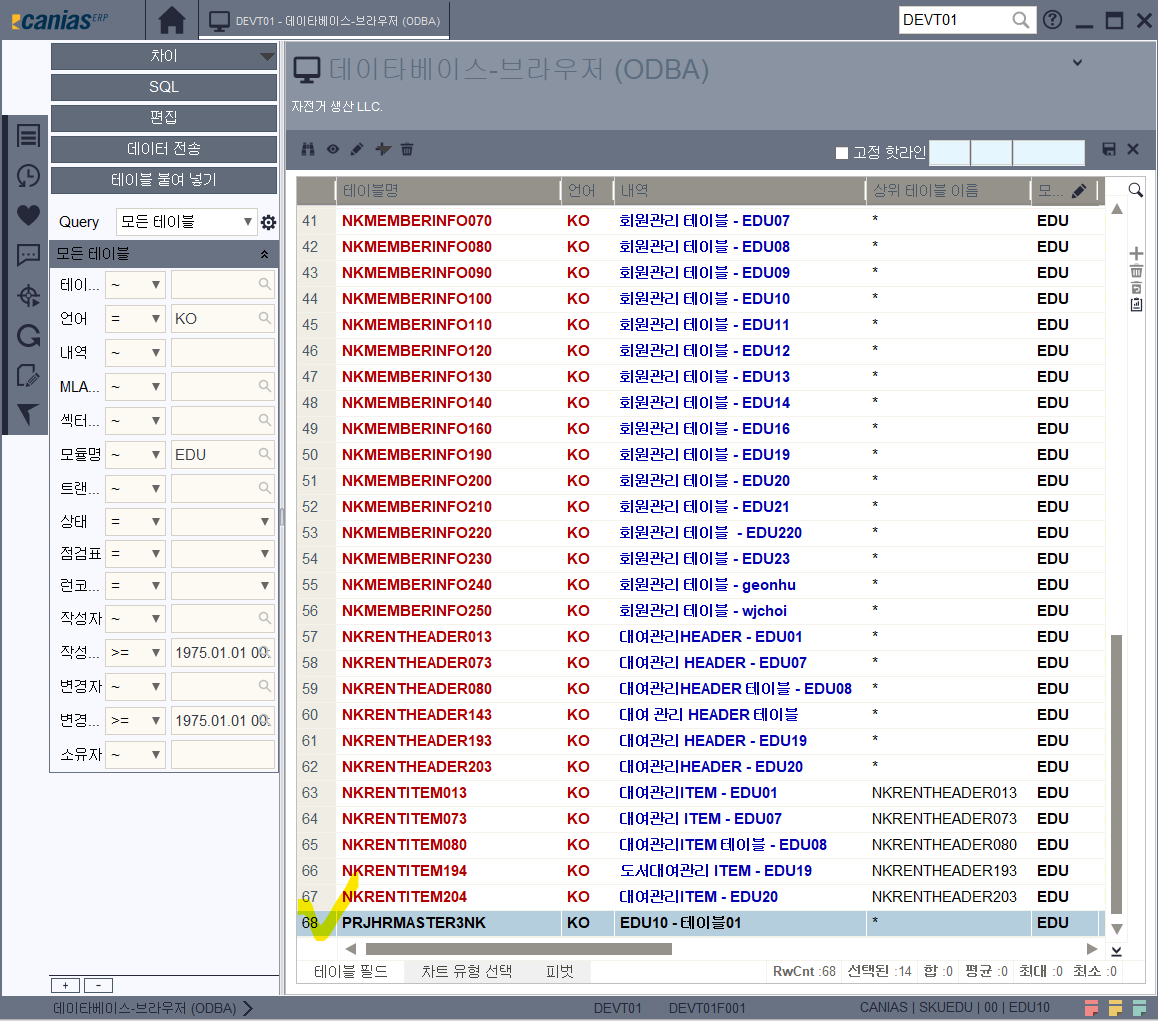 canias ERP
DEVT01 - 데이타베이스-브라우저 (ODBA)
DEVT01
차이
SQL
편집
데이터 전송
테이블 붙여 넣기
Query 모든 테이블
모든 테이블
테이... ~
언어 = KO
내역 ~
MLA... ~
섹터... ~
모듈명 ~ EDU
트랜... ~
상태 =
점검표 =
런코... =
작성자 ~
작성... >= 1975.01.01 00:
변경자 ~
변경... >= 1975.01.01 00:
소유자 ~
+ -
데이타베이스-브라우저 (ODBA)
자전거 생산 LLC.
고정 핫라인
테이블명 언어 내역 상위 테이블 이름 모...
41 NKMEMBERINFO070 KO 회원관리 테이블 - EDU07 * EDU
42 NKMEMBERINFO080 KO 회원관리 테이블 - EDU08 * EDU
43 NKMEMBERINFO090 KO 회원관리 테이블 - EDU09 * EDU
44 NKMEMBERINFO100 KO 회원관리 테이블 - EDU10 * EDU
45 NKMEMBERINFO110 KO 회원관리 테이블 - EDU11 * EDU
46 NKMEMBERINFO120 KO 회원관리 테이블 - EDU12 * EDU
47 NKMEMBERINFO130 KO 회원관리 테이블 - EDU13 * EDU
48 NKMEMBERINFO140 KO 회원관리 테이블 - EDU14 * EDU
49 NKMEMBERINFO160 KO 회원관리 테이블 - EDU16 * EDU
50 NKMEMBERINFO190 KO 회원관리 테이블 - EDU19 * EDU
51 NKMEMBERINFO200 KO 회원관리 테이블 - EDU20 * EDU
52 NKMEMBERINFO210 KO 회원관리 테이블 - EDU21 * EDU
53 NKMEMBERINFO220 KO 회원관리 테이블  - EDU220 * EDU
54 NKMEMBERINFO230 KO 회원관리 테이블 - EDU23 * EDU
55 NKMEMBERINFO240 KO 회원관리 테이블 - geonhu * EDU
56 NKMEMBERINFO250 KO 회원관리 테이블 - wjchoi * EDU
57 NKRENTHEADER013 KO 대여관리HEADER - EDU01 * EDU
58 NKRENTHEADER073 KO 대여관리 HEADER - EDU07 * EDU
59 NKRENTHEADER080 KO 대여관리HEADER 테이블 - EDU08 * EDU
60 NKRENTHEADER143 KO 대여 관리 HEADER 테이블 * EDU
61 NKRENTHEADER193 KO 대여관리 HEADER - EDU19 * EDU
62 NKRENTHEADER203 KO 대여관리HEADER - EDU20 * EDU
63 NKRENTITEM013 KO 대여관리ITEM - EDU01 NKRENTHEADER013 EDU
64 NKRENTITEM073 KO 대여관리 ITEM - EDU07 NKRENTHEADER073 EDU
65 NKRENTITEM080 KO 대여관리ITEM 테이블 - EDU08 NKRENTHEADER080 EDU
66 NKRENTITEM194 KO 도서대여관리 ITEM - EDU19 NKRENTHEADER193 EDU
67 NKRENTITEM204 KO 대여관리ITEM - EDU20 NKRENTHEADER203 EDU
68 PRJHRMASTER3NK KO EDU10 - 테이블01 * EDU
테이블 필드 차트 유형 선택 피벗 RwCnt :68 선택된 :14 합 :0 평균 :0 최대 :0 최소 :0
데이타베이스-브라우저 (ODBA) DEVT01 DEVT01F001 CANIAS | SKUEDU | 00 | EDU10